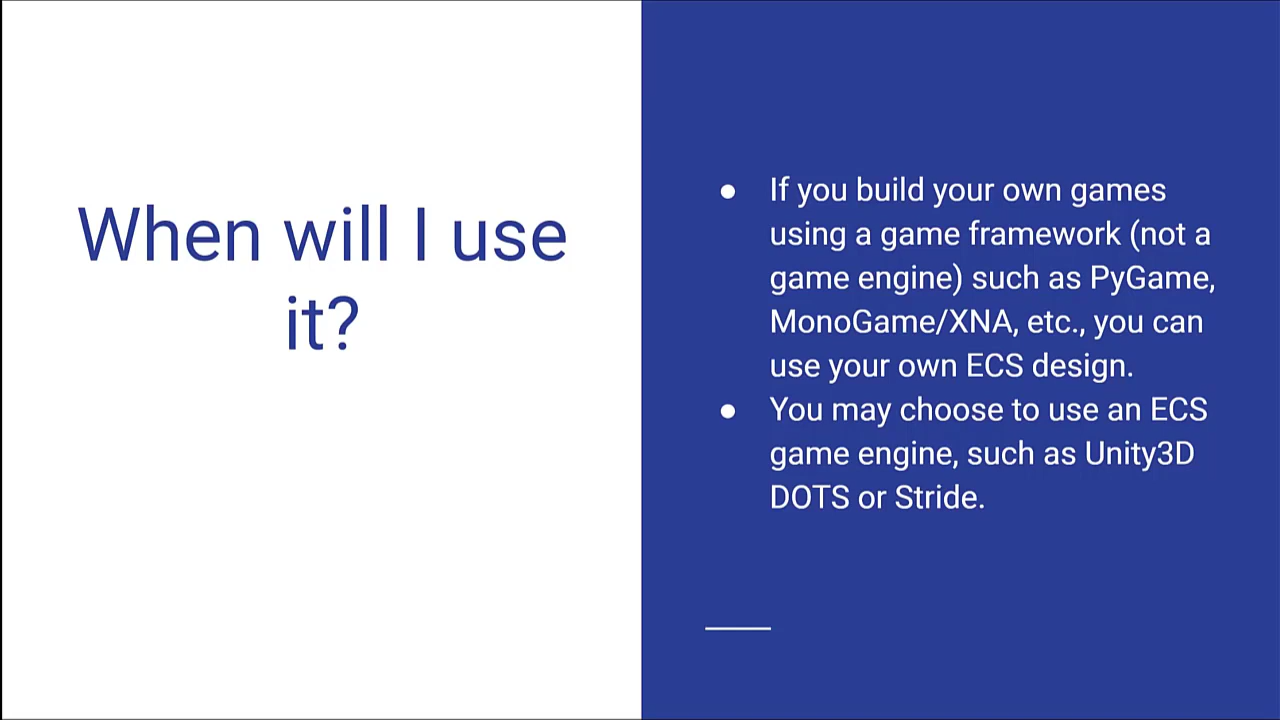 When will I use
it?
● If you build your own games
using a game framework (not a
game engine) such as PyGame,
MonoGame/XNA, etc., you can
use your own ECS design.
● You may choose to use an ECS
game engine, such as Unity3D
DOTS or Stride.